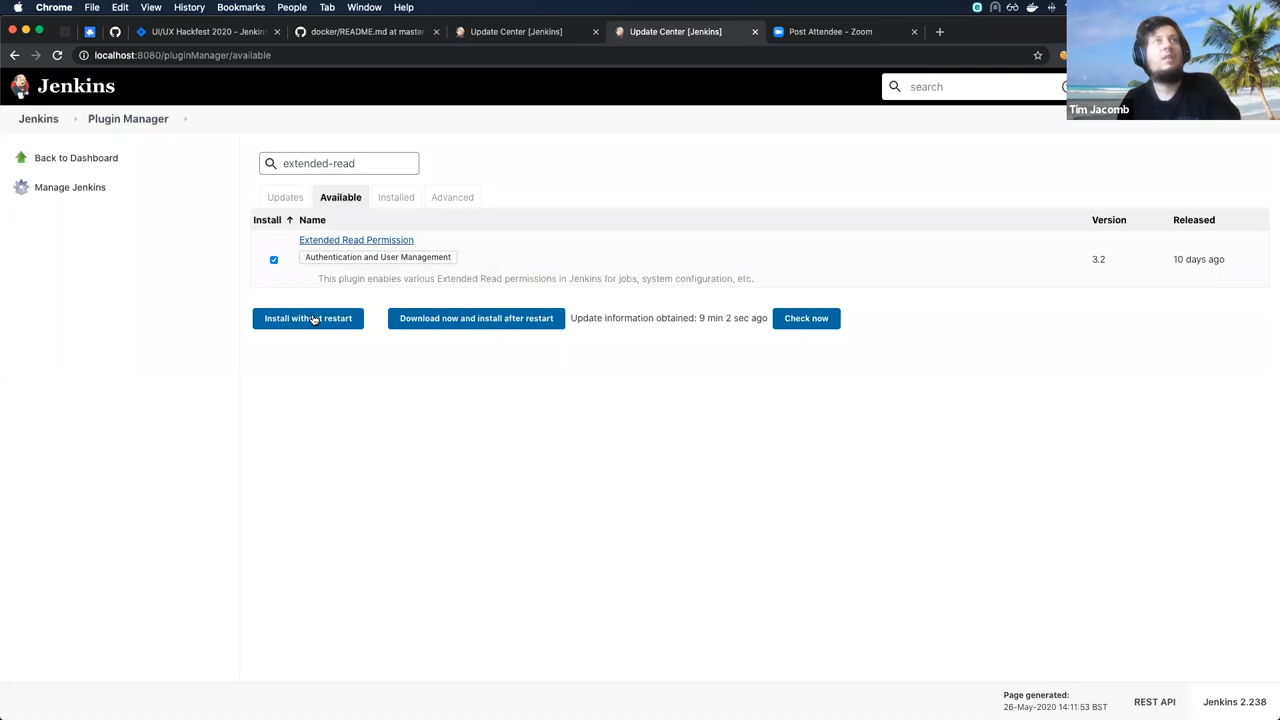 Chrome File Edit View History Bookmarks People Tab Window Help
UI/UX Hackfest 2020 - Jenkins
docker/README.md at master
Update Center [Jenkins]
Update Center [Jenkins]
Post Attendee - Zoom
localhost:8080/pluginManager/available
Jenkins
search
Tim Jacomb
Jenkins Plugin Manager
Back to Dashboard
Manage Jenkins
extended-read
Updates Available Installed Advanced
Install Name Version Released
Extended Read Permission
Authentication and User Management
3.2 10 days ago
This plugin enables various Extended Read permissions in Jenkins for jobs, system configuration, etc.
Install without restart Download now and install after restart Update information obtained: 9 min 2 sec ago Check now
Page generated:
26-May-2020 14:11:53 BST
REST API Jenkins 2.238